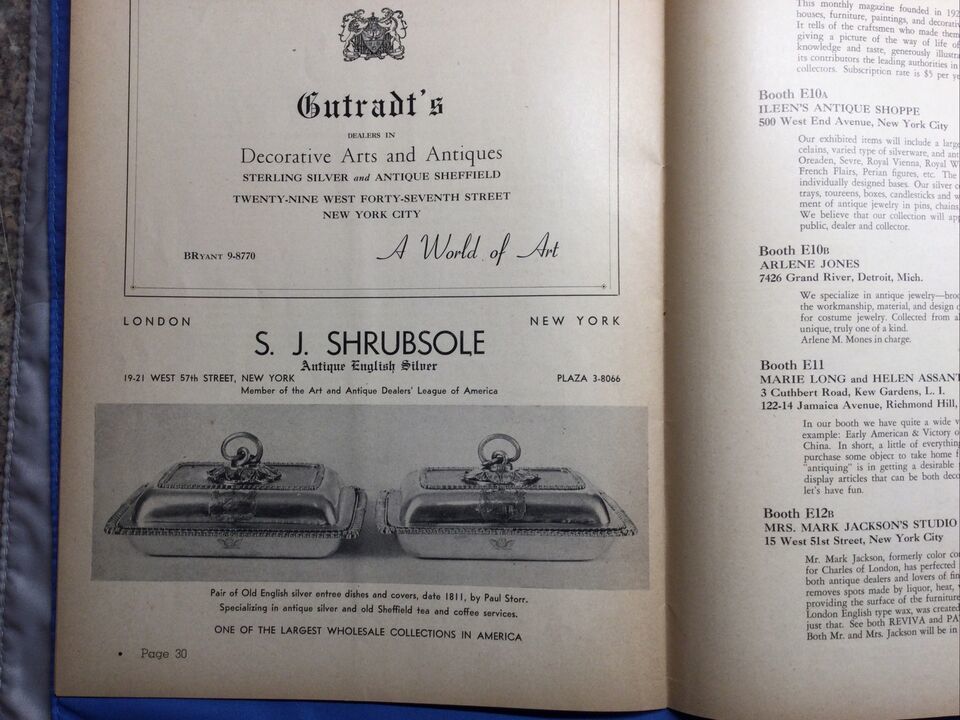 Gutradt's
DEALERS IN
Decorative Arts and Antiques
STERLING SILVER and ANTIQUE SHEFFIELD
TWENTY-NINE WEST FORTY-SEVENTH STREET
NEW YORK CITY
BRYANT 9-8770
A World of Art
LONDON
NEW YORK
S. J. SHRUBSOLE
Antique English Silver
19-21 WEST 57th STREET, NEW YORK
PLAZA 3-8066
Member of the Art and Antique Dealers' League of America
Pair of Old English silver entree dishes and covers, date 1811, by Paul Storr.
Specializing in antique silver and old Sheffield tea and coffee services.
ONE OF THE LARGEST WHOLESALE COLLECTIONS IN AMERICA
• Page 30
This monthly magazine founded in
houses, furniture, paintings, and
It tells of the craftsmen who made them
giving a picture of the way of life of
knowledge and taste, generously
its contributors the leading authorities in
collectors. Subscription rate is $5 per
Booth E10A
ILEEN'S ANTIQUE SHOPPE
500 West End Avenue, New York City
Our exhibited items will include a large
celains, varied type of silverware, and
Oreaden, Sevre, Royal Vienna, Royal
French Flairs, Perian figures, etc. The
individually designed bases. Our silver
trays, toureens, boxes, candlesticks and
ment of antique jewelry in pins, chains,
We believe that our collection will
public, dealer and collector.
Booth E10B
ARLENE JONES
7426 Grand River, Detroit, Mich.
We specialize in antique jewelry—
the workmanship, material, and design
for costume jewelry. Collected from
unique, truly one of a kind.
Arlene M. Mones in charge.
Booth E11
MARIE LONG and HELEN
3 Cuthbert Road, Kew Gardens, L. I.
122-14 Jamaica Avenue, Richmond Hill,
In our booth we have quite a wide
example: Early American & Victory
China. In short, a little of everything
purchase some object to take home
"antiquing" is in getting a desirable
display articles that can be both
let's have fun.
Booth E12B
MRS. MARK JACKSON'S STUDIO
15 West 51st Street, New York City
Mr. Mark Jackson, formerly color
for Charles of London, has perfected
both antique dealers and lovers of
removes spots made by liquor, heat,
providing the surface of the furniture
London English type wax, was created
just that. See both REVIVA and
Both Mr. and Mrs. Jackson will be in